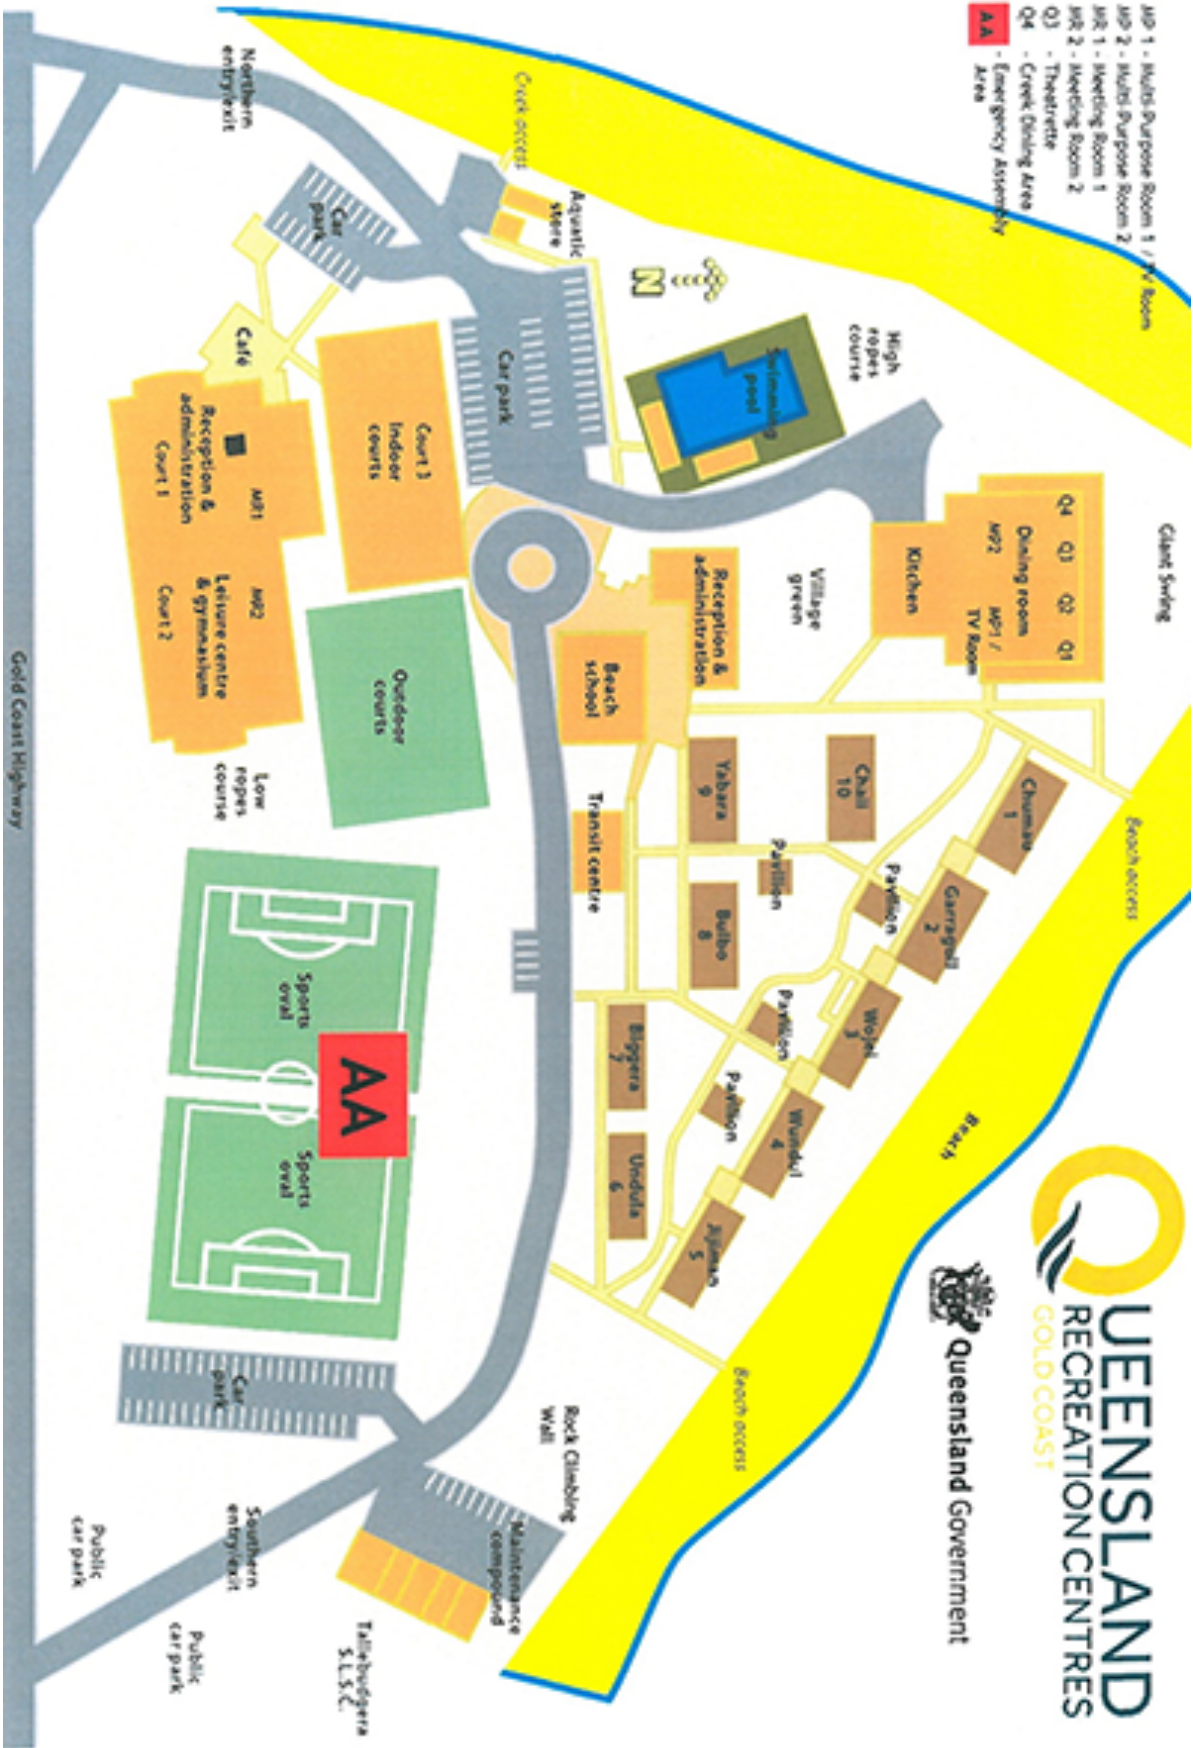 MP 1 - Multi-Purpose Room 1 / TV Room
MP 2 - Multi-Purpose Room 2
MR 1 - Meeting Room 1
MR 2 - Meeting Room 2
Q3 - Theatrette
Q4 - Creek Dining Area
AA - Emergency Assembly
Area
QUEENSLAND
RECREATION CENTRES
GOLD COAST
Queensland Government
Giant Swing
Beach access
Beach
Beach access
Q4
Q3
Q2
Q1
Dining room
MP2
MP1 /
TV Room
Kitchen
High
ropes
course
Village
green
Swimming
pool
N
Creek access
Aquatic
store
Northern
entry/exit
Car
park
Car park
Café
Court 3
Indoor
courts
Reception &
administration
Court 1
MR1
MR2
Leisure centre
& gymnasium
Court 2
Low
ropes
course
Outdoor
courts
Reception &
administration
Beach
school
Transit centre
Yabara
9
Chail
10
Bulbo
8
Biggera
7
Undula
6
Chumau
1
Garragoil
2
Wojei
3
Wundul
4
Jijiman
5
Pavilion
Pavilion
Pavilion
Pavilion
Sports
oval
AA
Sports
oval
Car
park
Rock Climbing
Wall
Maintenance
compound
Southern
entry/exit
Public
car park
Public
car park
Tallebudgera
S.L.S.C.
Gold Coast Highway